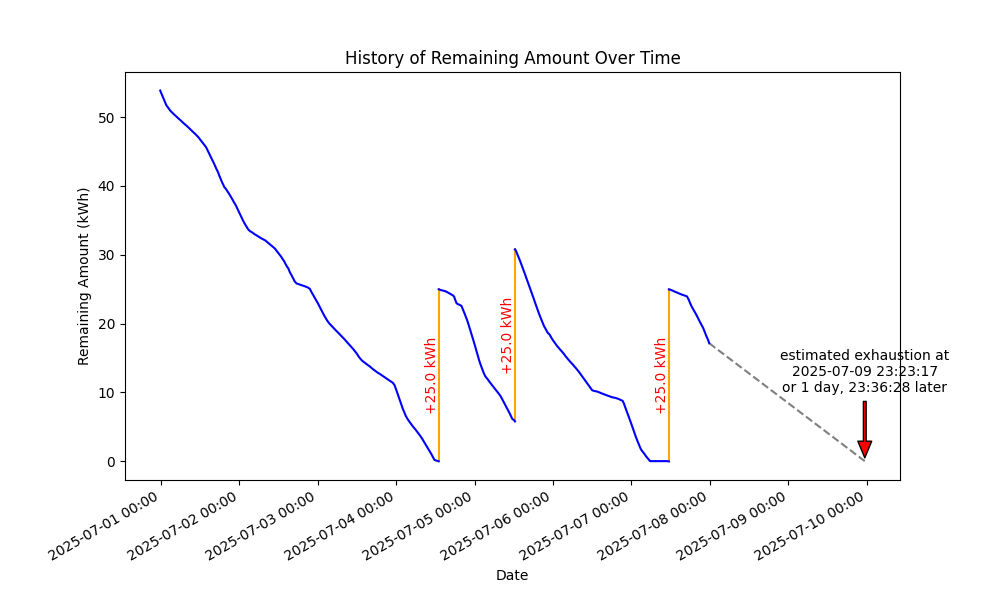 History of Remaining Amount Over Time
Remaining Amount (kWh)
50
40
30
20
10
0
+25.0 kWh
+25.0 kWh
+25.0 kWh
estimated exhaustion at
2025-07-09 23:23:17
or 1 day, 23:36:28 later
2025-07-01 00:00
2025-07-02 00:00
2025-07-03 00:00
2025-07-04 00:00
2025-07-05 00:00
2025-07-06 00:00
2025-07-07 00:00
2025-07-08 00:00
2025-07-09 00:00
2025-07-10 00:00
Date